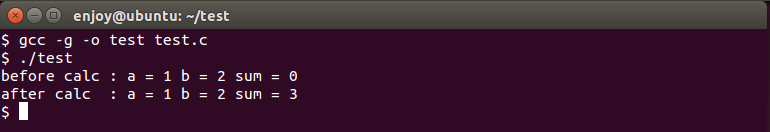 enjoy@ubuntu: ~/test
$ gcc -g -o test test.c
$ ./test
before calc : a = 1 b = 2 sum = 0
after calc  : a = 1 b = 2 sum = 3
$